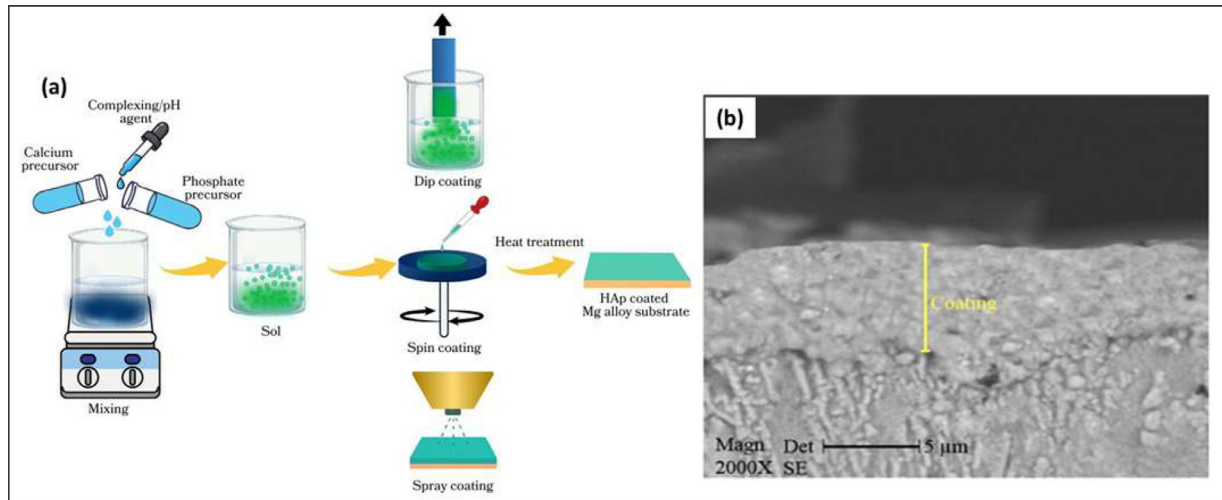 (a)
Complexing/pH
agent
Calcium
precursor
Phosphate
precursor
Mixing
Sol
Dip coating
Spin coating
Spray coating
Heat treatment
HAp coated
Mg alloy substrate
(b)
Coating
Magn Det 5 µm
2000X SE